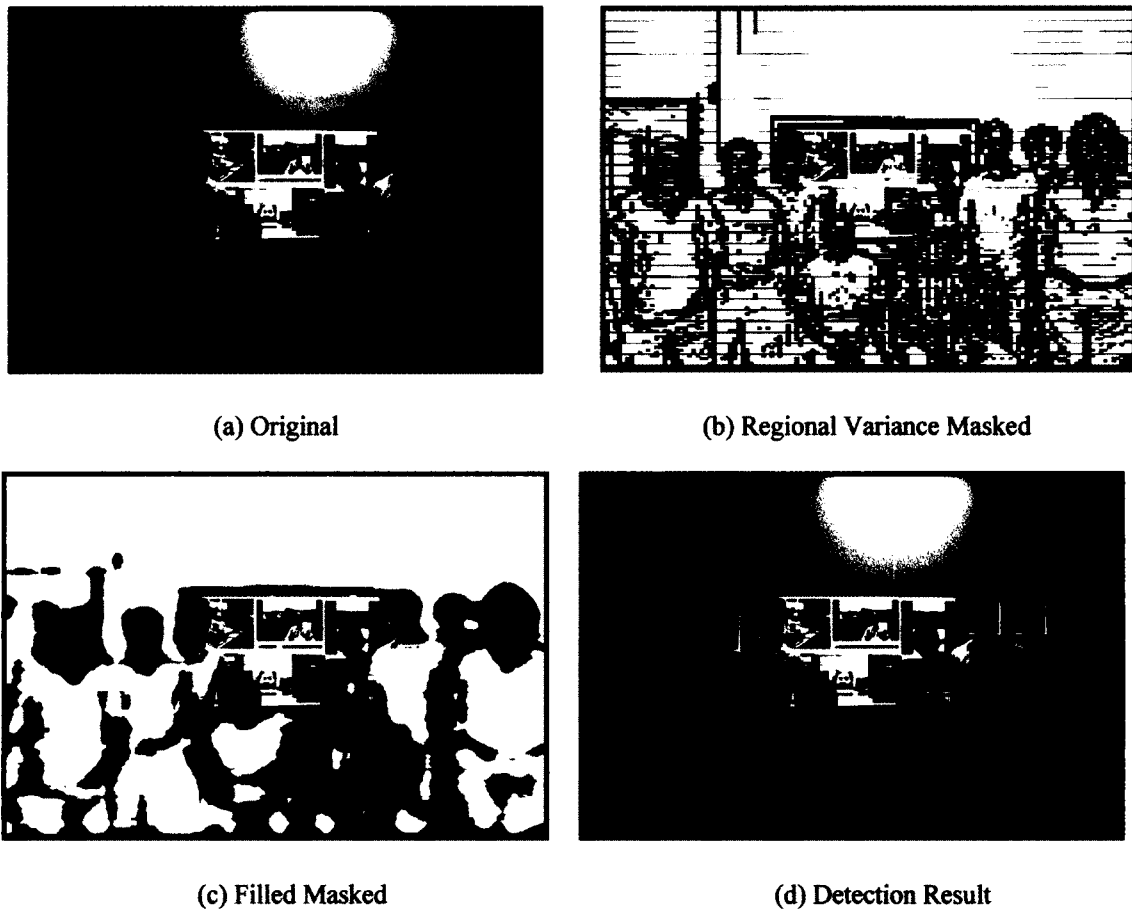 (a) Original
(b) Regional Variance Masked
(c) Filled Masked
(d) Detection Result